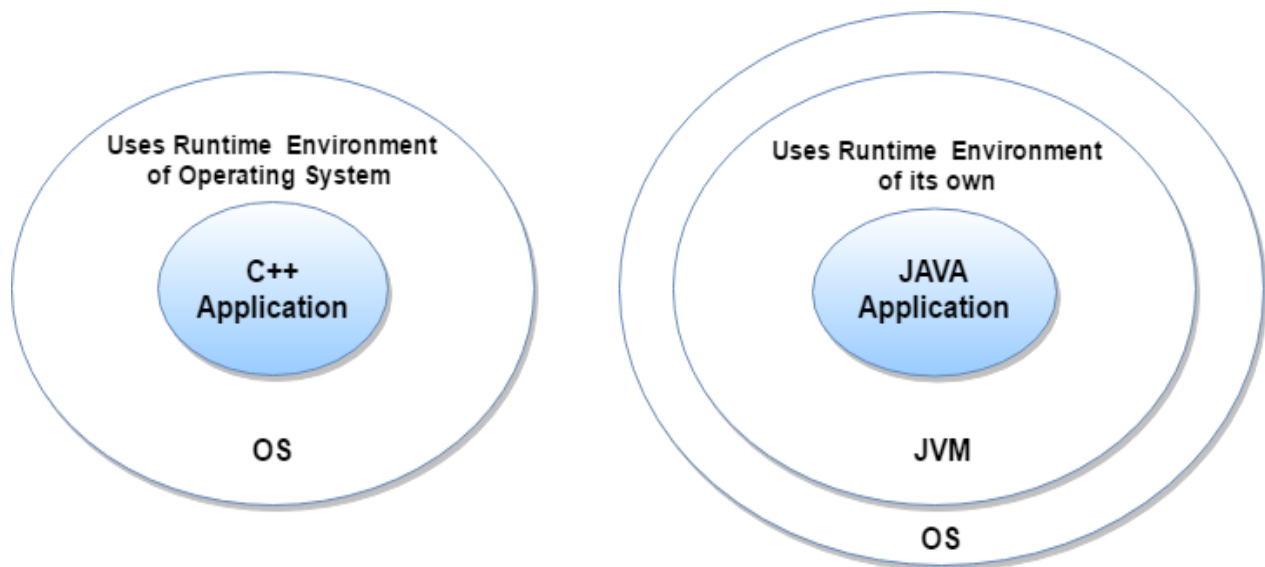 Uses Runtime Environment
of Operating System
C++
Application
OS
Uses Runtime Environment
of its own
JAVA
Application
JVM
OS